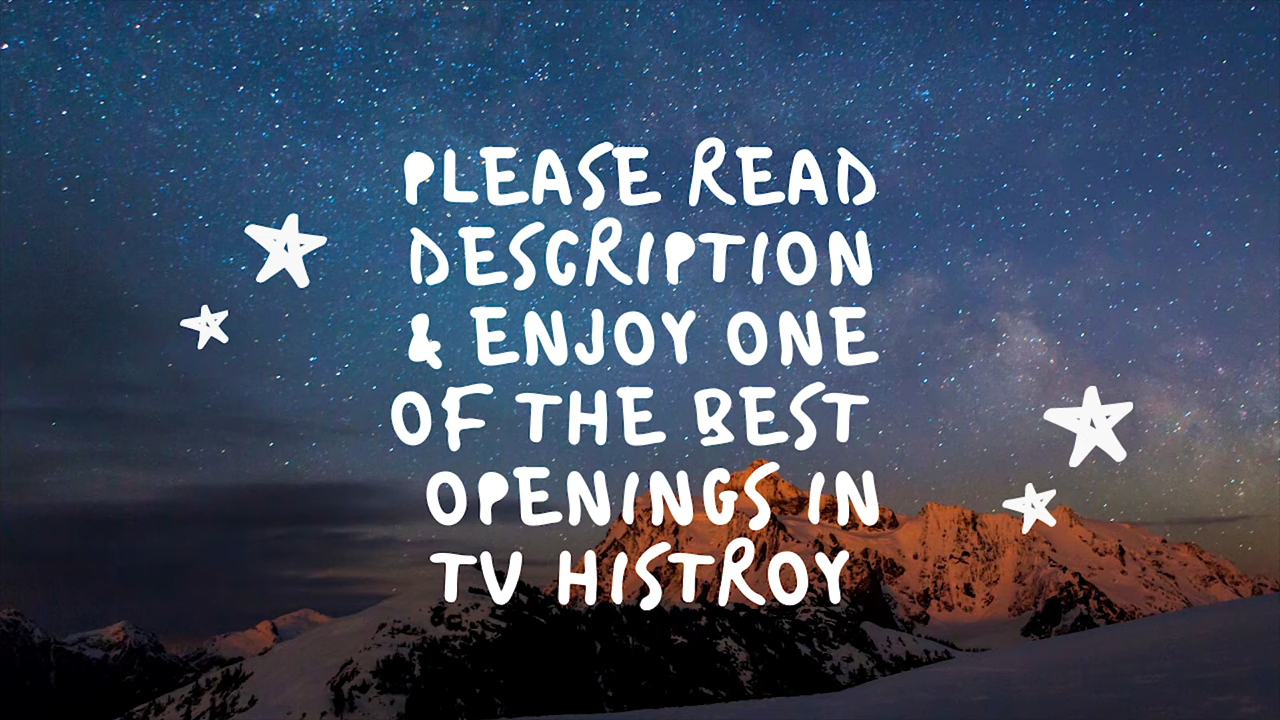 PLEASE READ
DESCRIPTION
& ENJOY ONE
OF THE BEST
OPENINGS IN
TV HISTROY